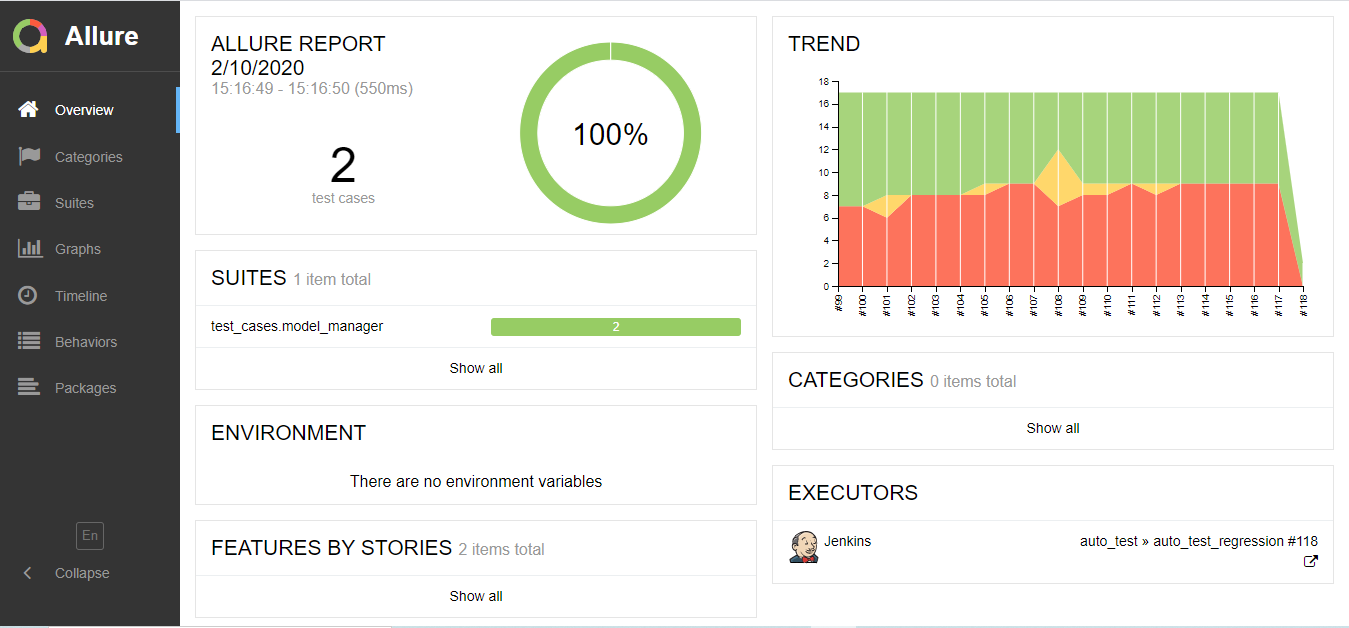 Allure
Overview
Categories
Suites
Graphs
Timeline
Behaviors
Packages
En
Collapse
ALLURE REPORT
2/10/2020
15:16:49 - 15:16:50 (550ms)
2
test cases
100%
SUITES 1 item total
test_cases.model_manager 2
Show all
ENVIRONMENT
There are no environment variables
FEATURES BY STORIES 2 items total
Show all
TREND
18
16
14
12
10
8
6
4
2
0
#99
#100
#101
#102
#103
#104
#105
#106
#107
#108
#109
#110
#111
#112
#113
#114
#115
#116
#117
#118
CATEGORIES 0 items total
Show all
EXECUTORS
Jenkins auto_test » auto_test_regression #118